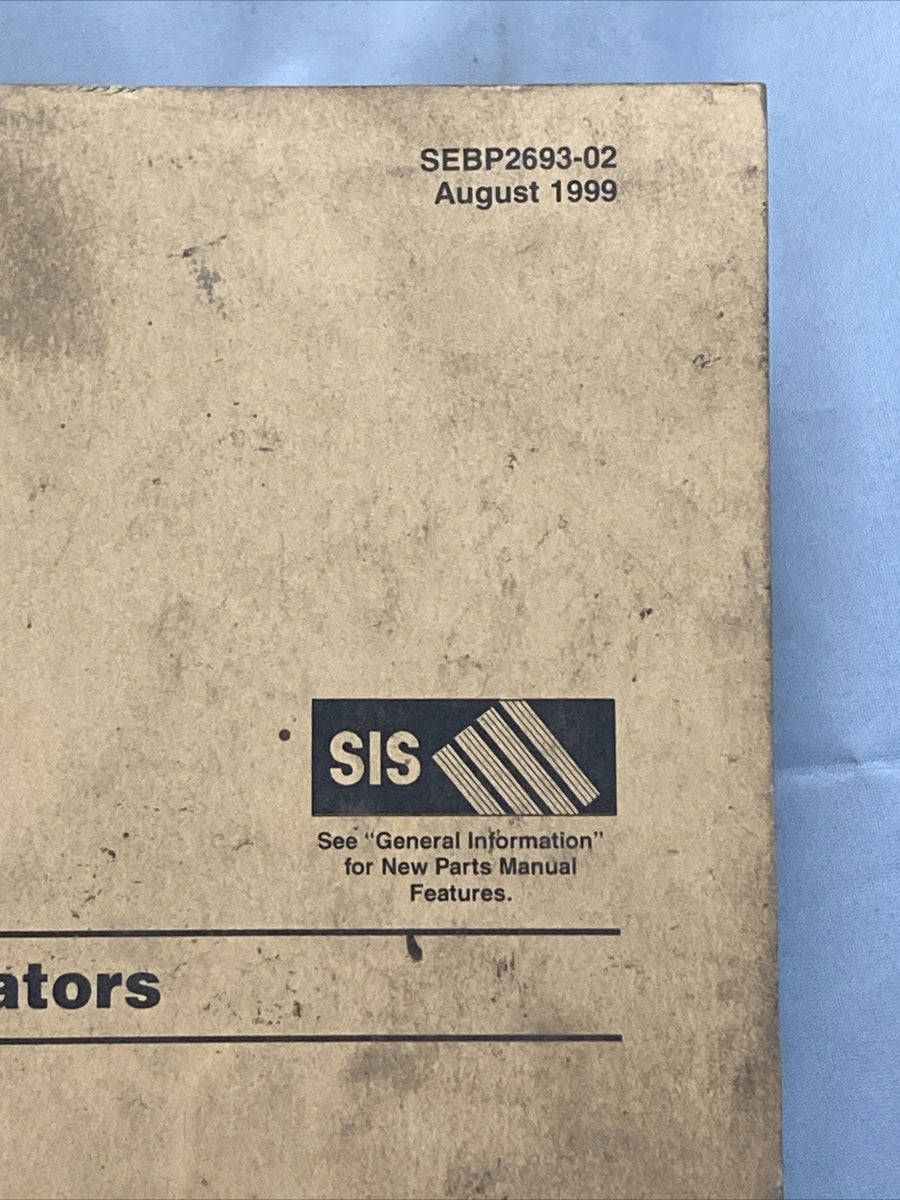 SEBP2693-02
August 1999
SIS
See “General Information”
for New Parts Manual
Features.
ators